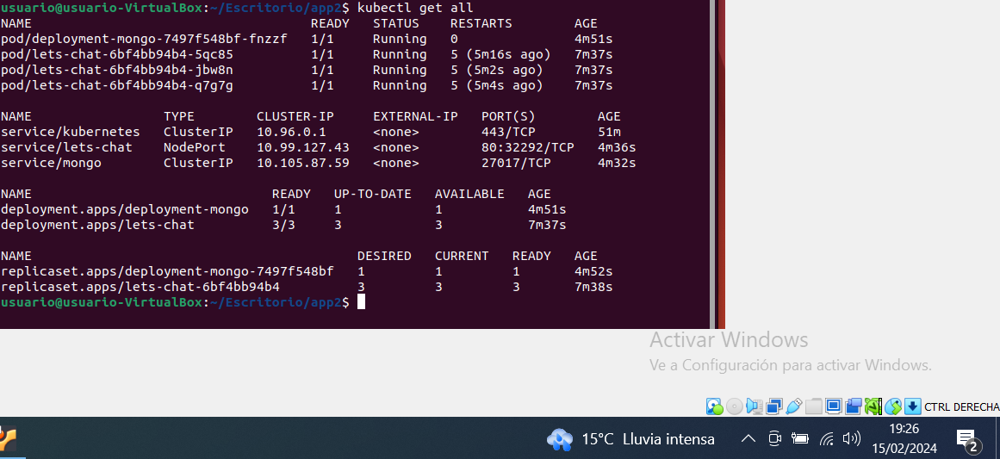 usuario@usuario-VirtualBox:~/Escritorio/app2$ kubectl get all
NAME READY STATUS RESTARTS AGE
pod/deployment-mongo-7497f548bf-fnzzf 1/1 Running 0 4m51s
pod/lets-chat-6bf4bb94b4-5qc85 1/1 Running 5 (5m16s ago) 7m37s
pod/lets-chat-6bf4bb94b4-jbw8n 1/1 Running 5 (5m2s ago) 7m37s
pod/lets-chat-6bf4bb94b4-q7g7g 1/1 Running 5 (5m4s ago) 7m37s
NAME TYPE CLUSTER-IP EXTERNAL-IP PORT(S) AGE
service/kubernetes ClusterIP 10.96.0.1 <none> 443/TCP 51m
service/lets-chat NodePort 10.99.127.43 <none> 80:32292/TCP 4m36s
service/mongo ClusterIP 10.105.87.59 <none> 27017/TCP 4m32s
NAME READY UP-TO-DATE AVAILABLE AGE
deployment.apps/deployment-mongo 1/1 1 1 4m51s
deployment.apps/lets-chat 3/3 3 3 7m37s
NAME DESIRED CURRENT READY AGE
replicaset.apps/deployment-mongo-7497f548bf 1 1 1 4m52s
replicaset.apps/lets-chat-6bf4bb94b4 3 3 3 7m38s
usuario@usuario-VirtualBox:~/Escritorio/app2$
Activar Windows
Ve a Configuración para activar Windows.
CTRL DERECHA
15°C Lluvia intensa
19:26
15/02/2024
2